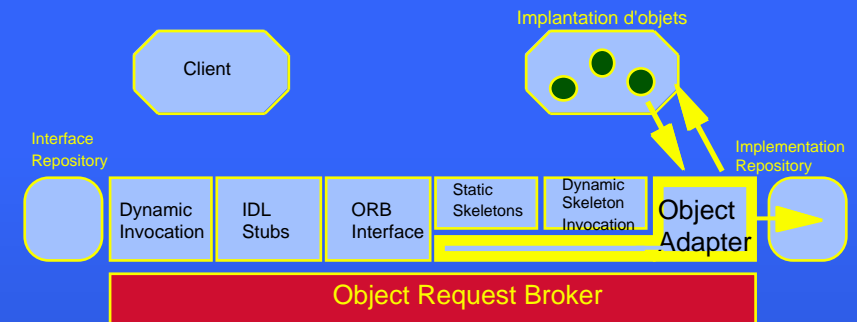 Implantation d'objets
Client
Interface
Repository
Implementation
Repository
Dynamic
Invocation
IDL
Stubs
ORB
Interface
Static
Skeletons
Dynamic
Skeleton
Invocation
Object
Adapter
Object Request Broker